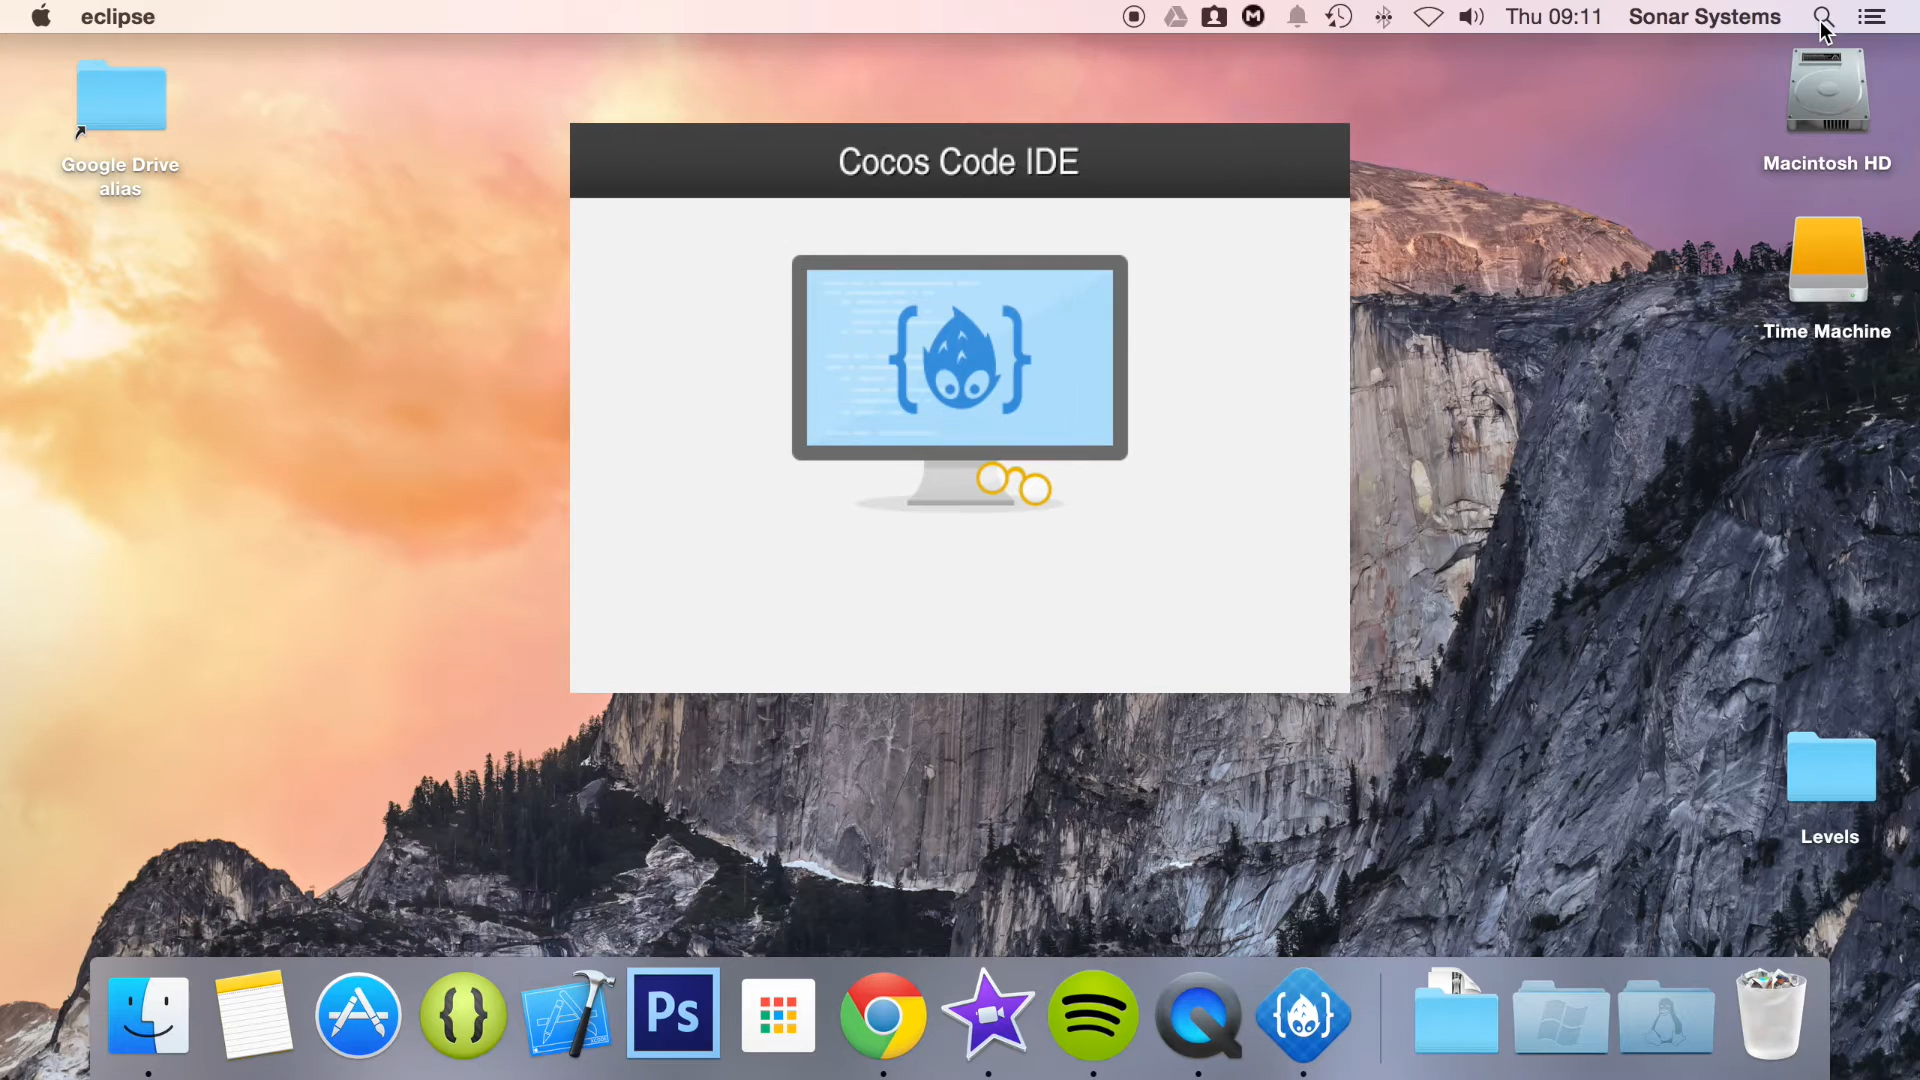 eclipse
Thu 09:11
Sonar Systems
Google Drive
alias
Cocos Code IDE
Macintosh HD
Time Machine
Levels
Ps